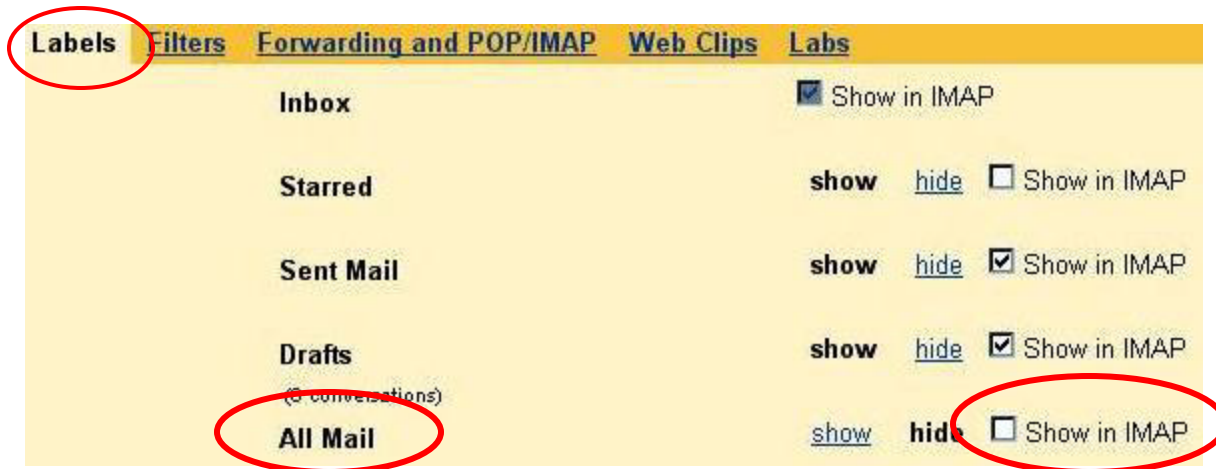 Labels Filters Forwarding and POP/IMAP Web Clips Labs
Inbox Show in IMAP
Starred show hide Show in IMAP
Sent Mail show hide Show in IMAP
Drafts show hide Show in IMAP
(3 conversations)
All Mail show hide Show in IMAP